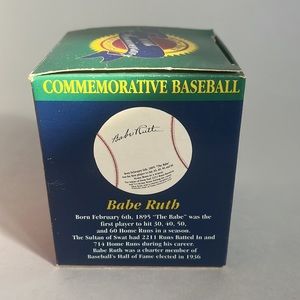 COMMEMORATIVE BASEBALL
Babe Ruth
Babe Ruth
Born February 6th, 1895 "The Babe" was the
first player to hit 30, 40, 50,
and 60 Home Runs in a season.
The Sultan of Swat had 2211 Runs Batted In and
714 Home Runs during his career.
Babe Ruth was a charter member of
Baseball's Hall of Fame elected in 1936